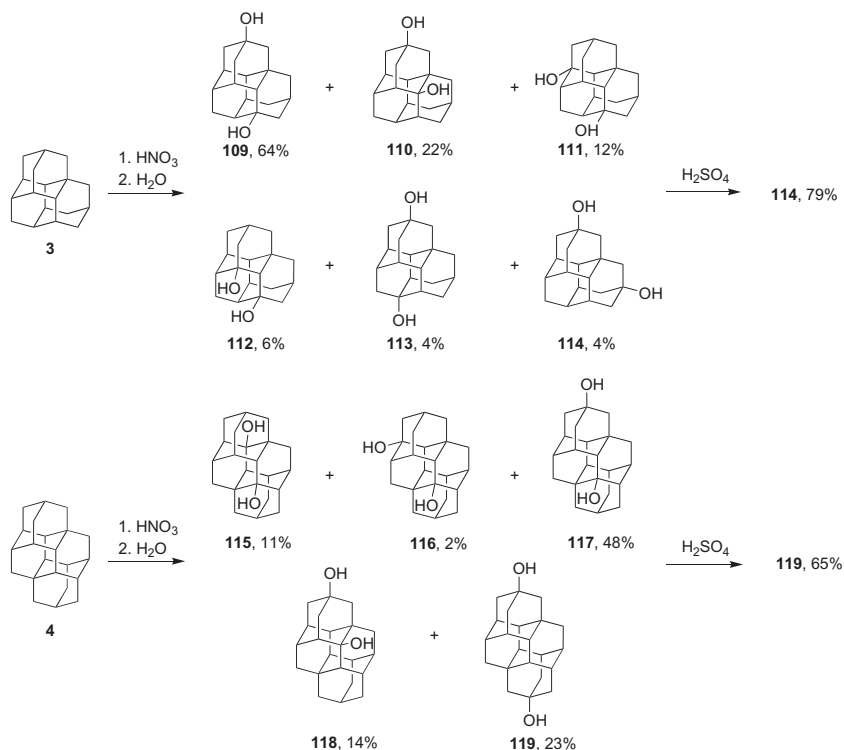 OH
OH
+
+
OH
HO
HO
OH
109, 64%
110, 22%
111, 12%
1. HNO3
2. H2O
H2SO4
114, 79%
3
OH
OH
+
+
HO
OH
HO
OH
112, 6%
113, 4%
114, 4%
OH
OH
HO
+
+
HO
HO
HO
115, 11%
116, 2%
117, 48%
1. HNO3
2. H2O
H2SO4
119, 65%
4
OH
OH
OH
+
OH
118, 14%
119, 23%